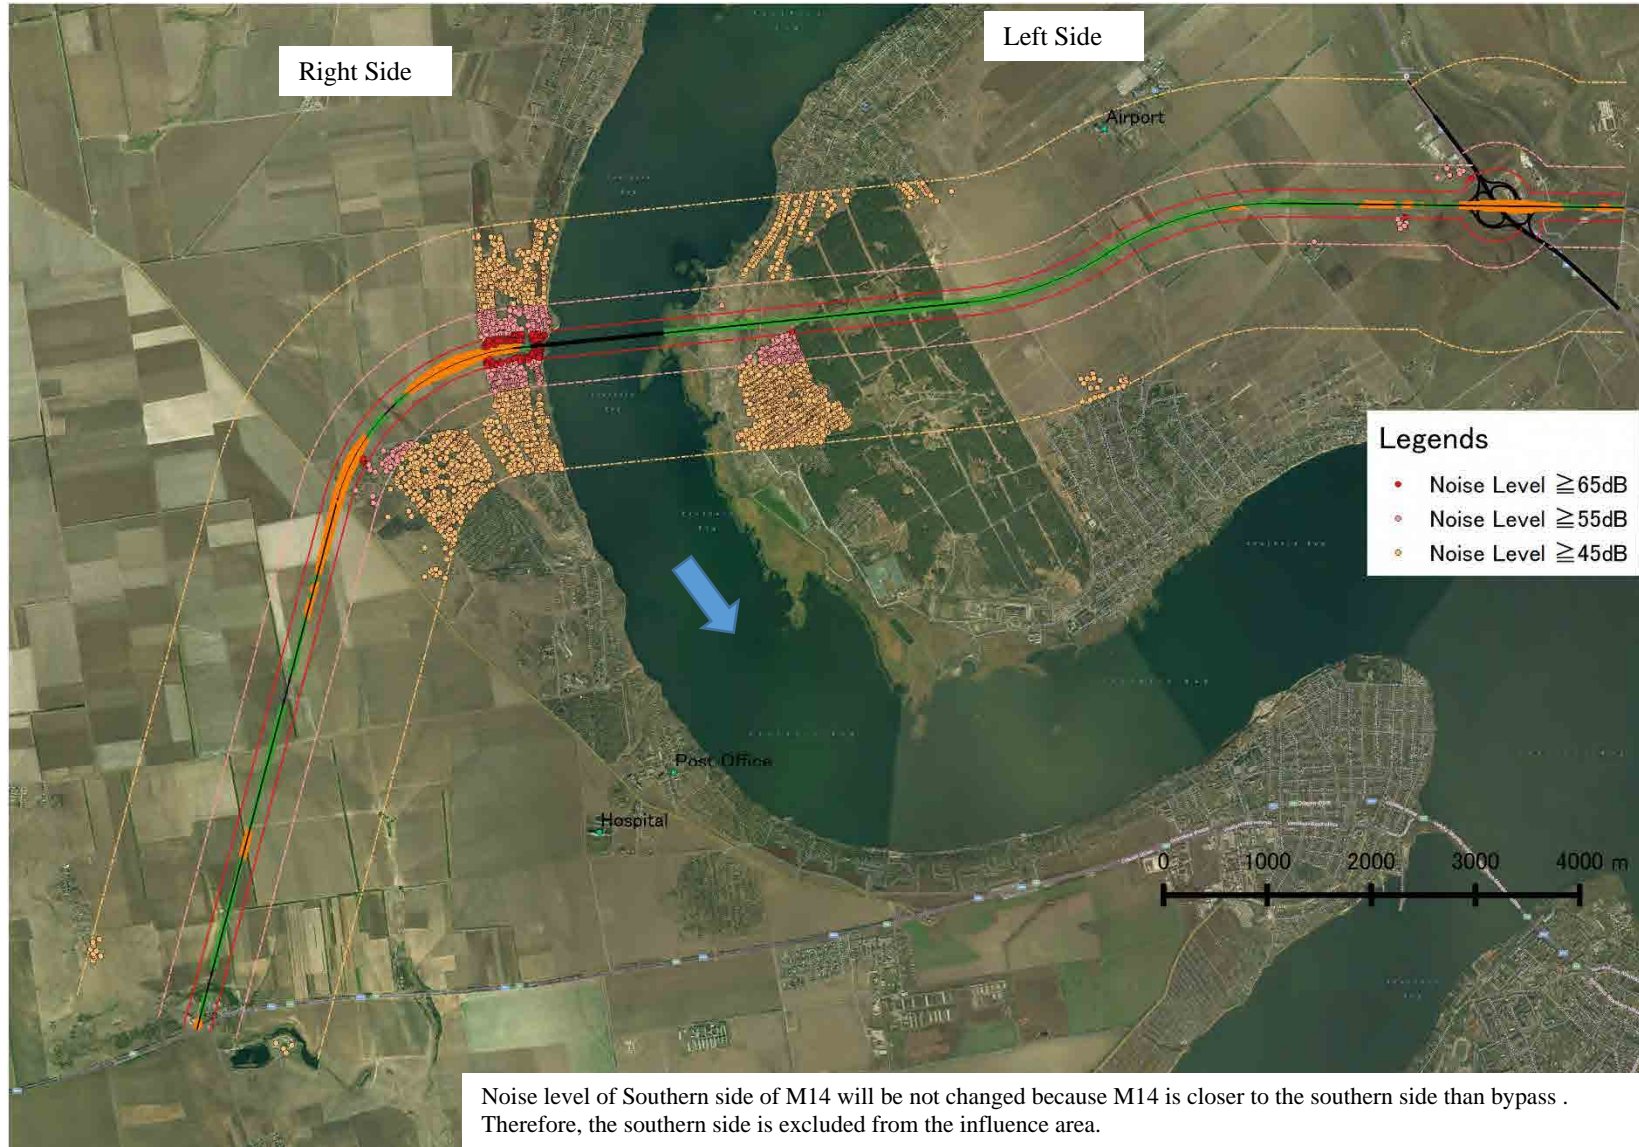 Left Side
Right Side
Airport
Legends
Noise Level ≧65dB
Noise Level ≧55dB
Noise Level ≧45dB
Post Office
Hospital
0 1000 2000 3000 4000 m
Noise level of Southern side of M14 will be not changed because M14 is closer to the southern side than bypass .
Therefore, the southern side is excluded from the influence area.